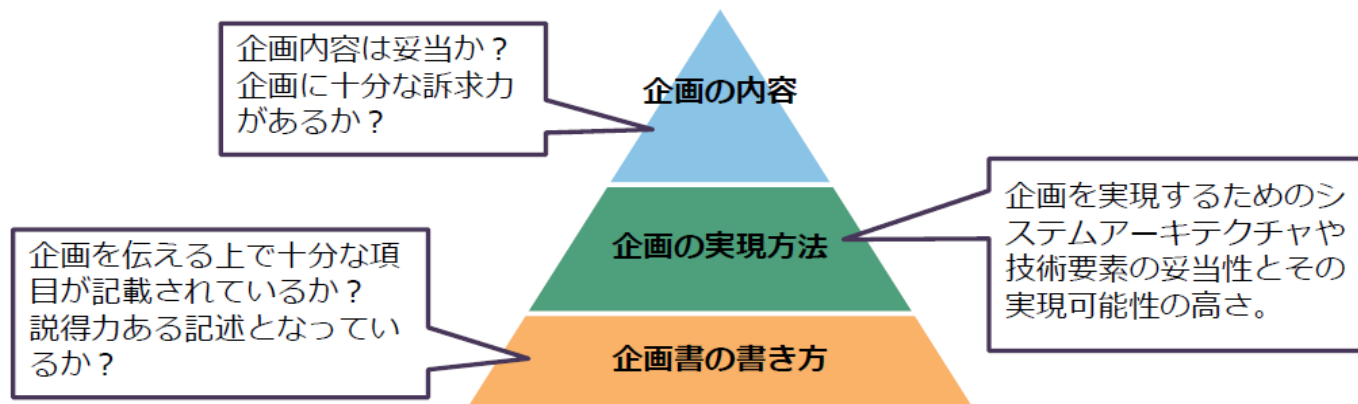 企画内容は妥当か？
企画に十分な訴求力
があるか？
企画の内容
企画を実現するためのシ
ステムアーキテクチャや
技術要素の妥当性とその
実現可能性の高さ。
企画の実現方法
企画を伝える上で十分な項
目が記載されているか？
説得力ある記述となってい
るか？
企画書の書き方